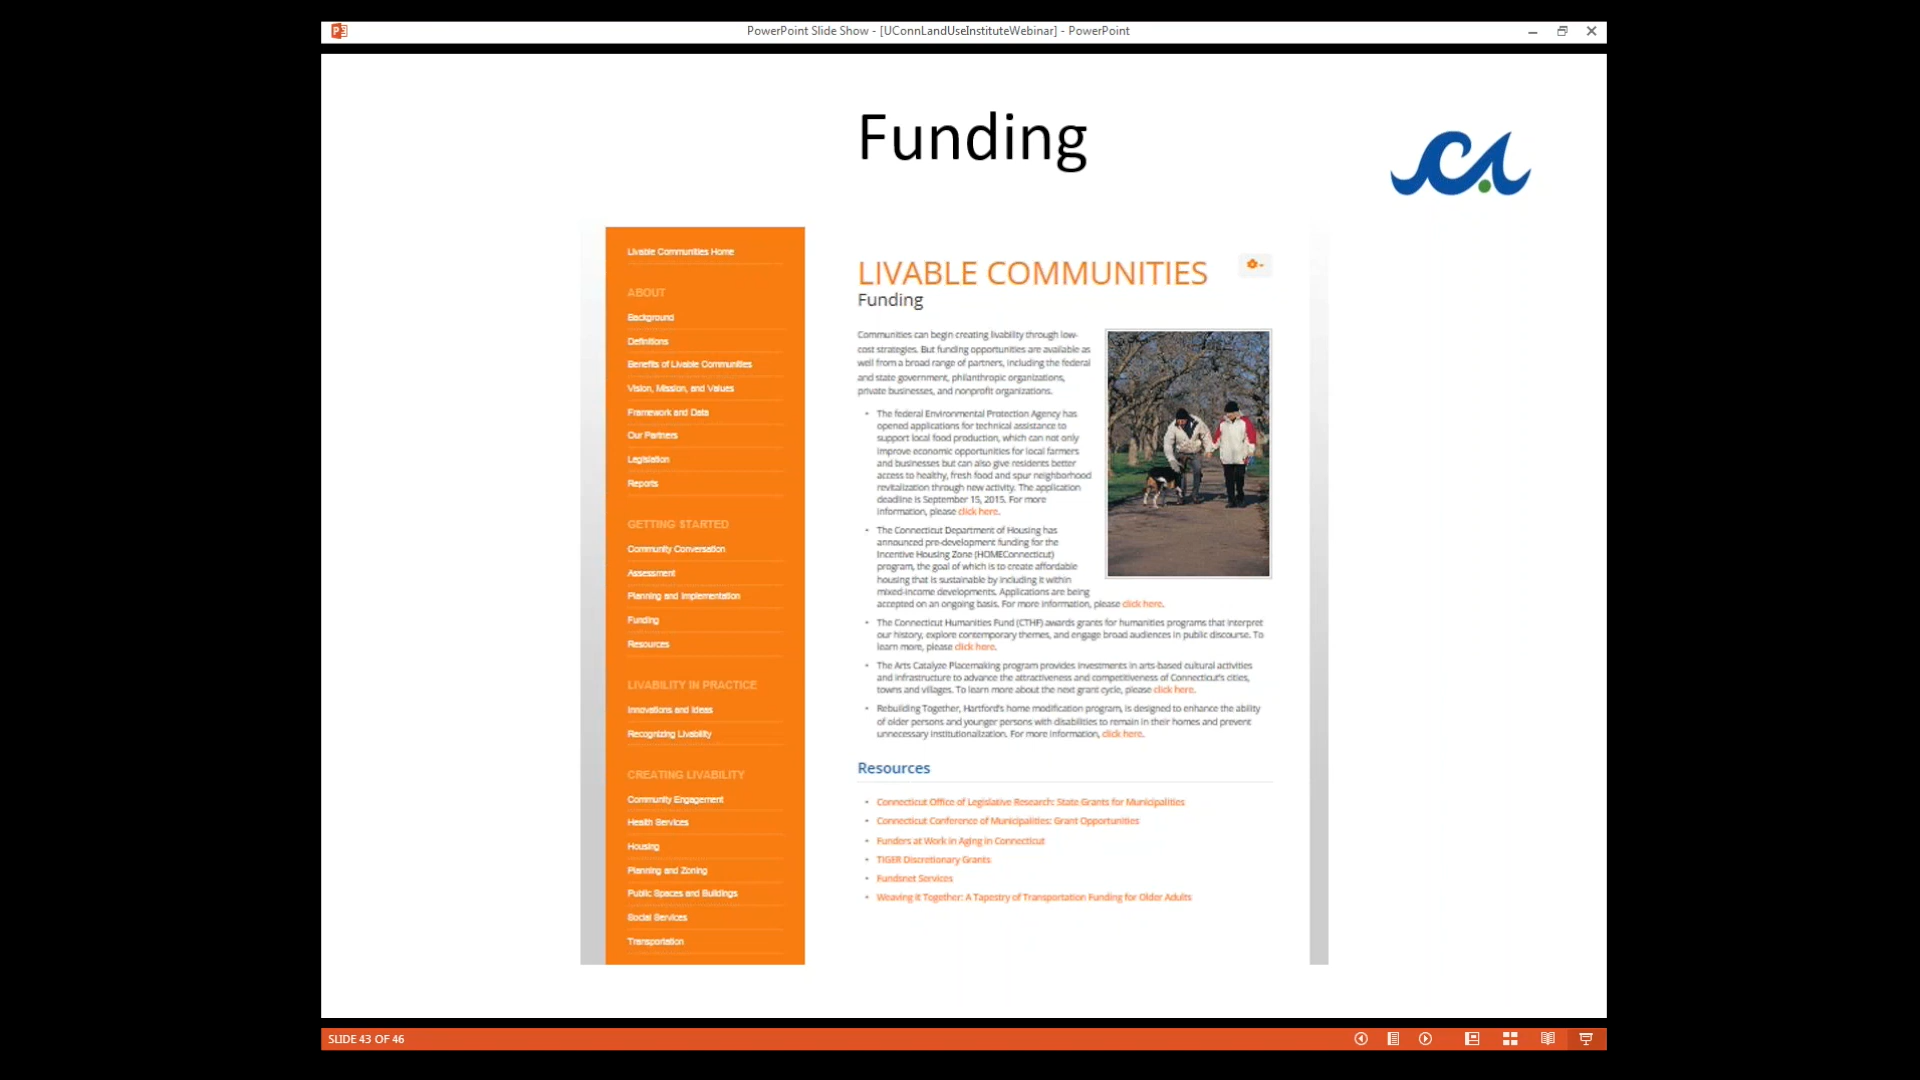 PowerPoint Slide Show - [UConnLandUseInstituteWebinar] - PowerPoint
Funding
CA
Livable Communities Home
ABOUT
Background
Definitions
Benefits of Livable Communities
Vision, Mission, and Values
Framework and Data
Our Partners
Legislation
Reports
GETTING STARTED
Community Conversation
Assessment
Planning and Implementation
Funding
Resources
LIVABILITY IN PRACTICE
Innovations and Ideas
Recognizing Livability
CREATING LIVABILITY
Community Engagement
Health Services
Housing
Planning and Zoning
Public Spaces and Buildings
Social Services
Transportation
LIVABLE COMMUNITIES
Funding
Communities can begin creating livability through low-
cost strategies. But funding opportunities are available as
well from a broad range of partners, including the federal
and state government, philanthropic organizations,
private businesses, and nonprofit organizations.
The federal Environmental Protection Agency has
opened applications for technical assistance to
support local food production, which can not only
improve economic opportunities for local farmers
and businesses but can also give residents better
access to healthy, fresh food and spur neighborhood
revitalization through new activity. The application
deadline is September 15, 2015. For more
information, please click here.
The Connecticut Department of Housing has
announced pre-development funding for the
Incentive Housing Zone (HOMEConnecticut)
program, the goal of which is to create affordable
housing that is sustainable by including it within
mixed-income developments. Applications are being
accepted on an ongoing basis. For more information, please click here.
The Connecticut Humanities Fund (CTHF) awards grants for humanities programs that interpret
our history, explore contemporary themes, and engage broad audiences in public discourse. To
learn more, please click here.
The Arts Catalyze Placemaking program provides investments in arts-based cultural activities
and infrastructure to advance the attractiveness and competitiveness of Connecticut's cities,
towns and villages. To learn more about the next grant cycle, please click here.
Rebuilding Together, Hartford's home modification program, is designed to enhance the ability
of older persons and younger persons with disabilities to remain in their homes and prevent
unnecessary institutionalization. For more information, click here.
Resources
Connecticut Office of Legislative Research: State Grants for Municipalities
Connecticut Conference of Municipalities: Grant Opportunities
Funders at Work in Aging in Connecticut
TIGER Discretionary Grants
Fundsnet Services
Weaving It Together: A Tapestry of Transportation Funding for Older Adults
SLIDE 43 OF 46